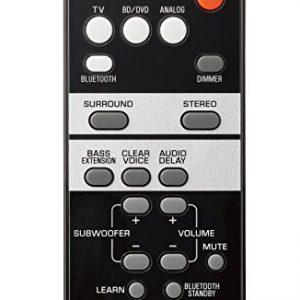 TV BD/DVD ANALOG
BLUETOOTH DIMMER
SURROUND STEREO
BASS EXTENSION CLEAR VOICE AUDIO DELAY
+ +
SUBWOOFER VOLUME
− − MUTE
LEARN BLUETOOTH STANDBY